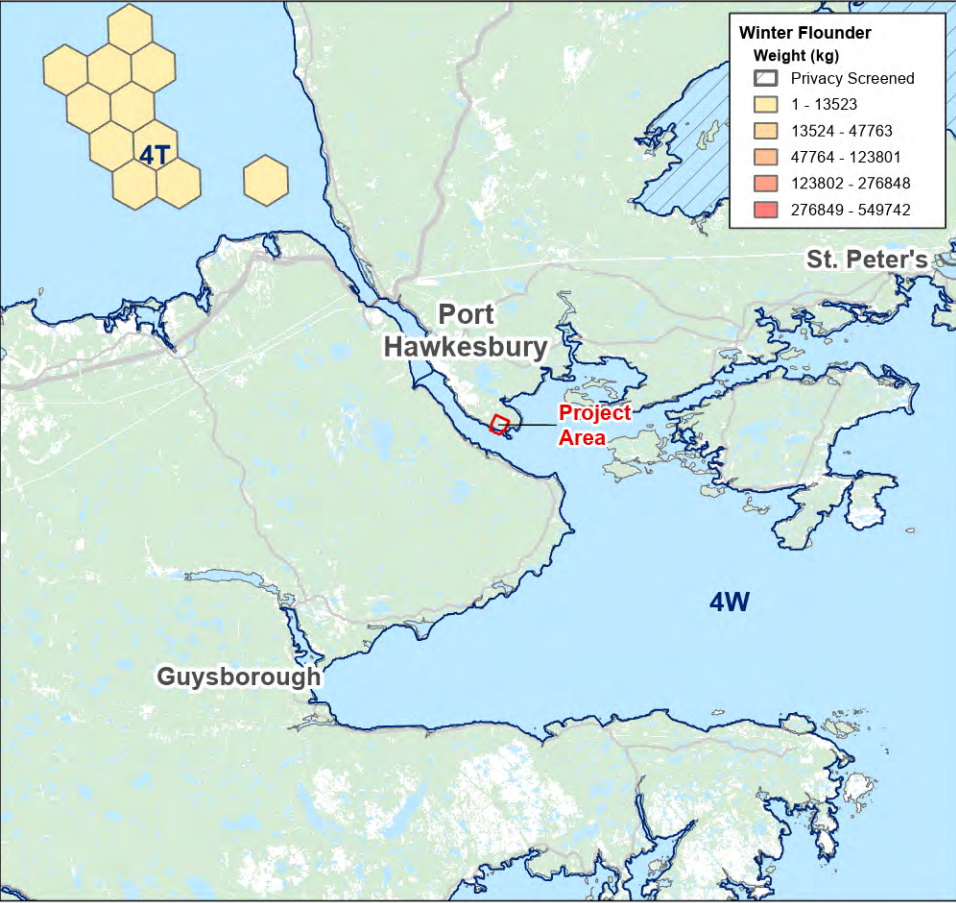 Winter Flounder
Weight (kg)
Privacy Screened
1 - 13523
13524 - 47763
47764 - 123801
123802 - 276848
276849 - 549742
4T
St. Peter's
Port
Hawkesbury
Project
Area
4W
Guysborough